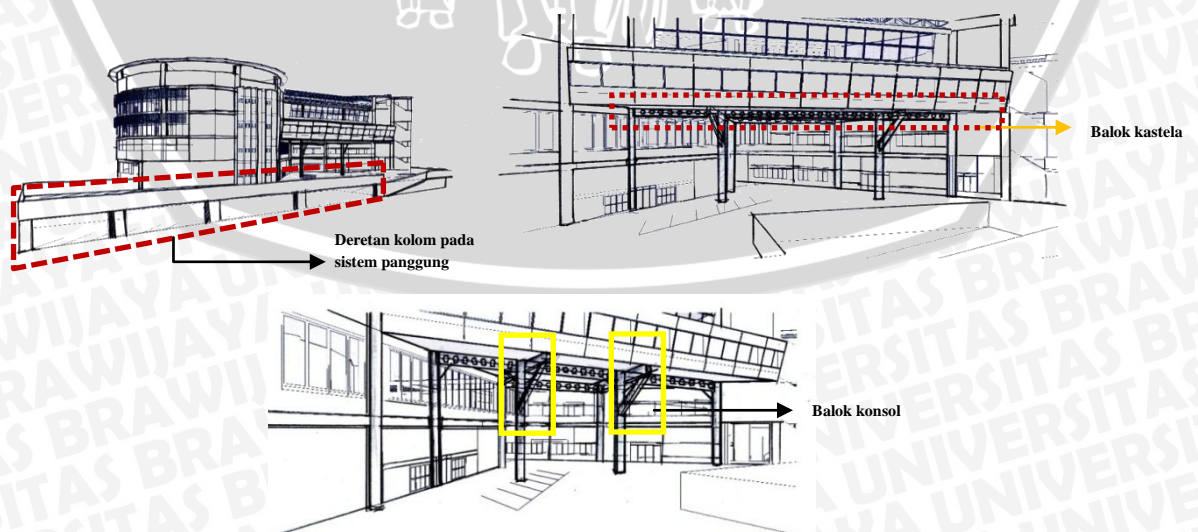 Balok kastela
Deretan kolom pada
sistem panggung
Balok konsol